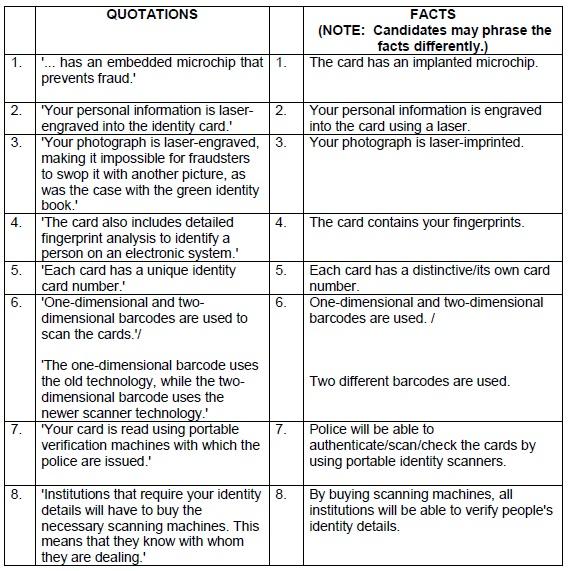 QUOTATIONS
FACTS
(NOTE: Candidates may phrase the
facts differently.)
1.
'... has an embedded microchip that
prevents fraud.'
1.
The card has an implanted microchip.
2.
'Your personal information is laser-
engraved into the identity card.'
2.
Your personal information is engraved
into the card using a laser.
3.
'Your photograph is laser-engraved,
making it impossible for fraudsters
to swop it with another picture, as
was the case with the green identity
book.'
3.
Your photograph is laser-imprinted.
4.
'The card also includes detailed
fingerprint analysis to identify a
person on an electronic system.'
4.
The card contains your fingerprints.
5.
'Each card has a unique identity
card number.'
5.
Each card has a distinctive/its own card
number.
6.
'One-dimensional and two-
dimensional barcodes are used to
scan the cards.'/
'The one-dimensional barcode uses
the old technology, while the two-
dimensional barcode uses the
newer scanner technology.'
6.
One-dimensional and two-dimensional
barcodes are used. /
Two different barcodes are used.
7.
'Your card is read using portable
verification machines with which the
police are issued.'
7.
Police will be able to
authenticate/scan/check the cards by
using portable identity scanners.
8.
'Institutions that require your identity
details will have to buy the
necessary scanning machines. This
means that they know with whom
they are dealing.'
8.
By buying scanning machines, all
institutions will be able to verify people's
identity details.